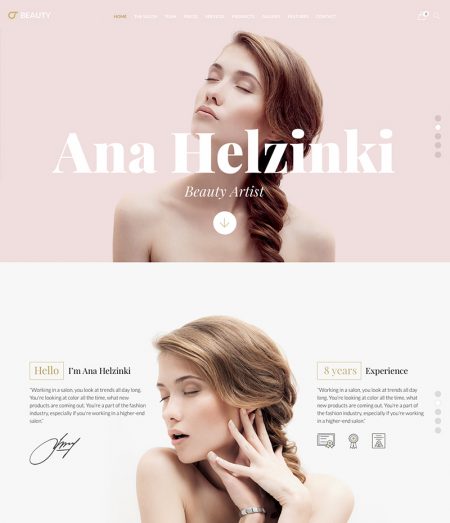 BEAUTY
HOME THE SALON TEAM PRICES SERVICES PRODUCTS GALLERY FEATURES CONTACT
Ana Helzinki
Beauty Artist
Hello I'm Ana Helzinki
"Working in a salon, you look at trends all day long.
You're looking at color all the time, what new
products are coming out. You're a part of the fashion
industry, especially if you're working in a higher-end
salon."
8 years Experience
"Working in a salon, you look at trends all day long.
You're looking at color all the time, what
new products are coming out. You're a part of
the fashion industry, especially if you're
working in a higher-end salon."